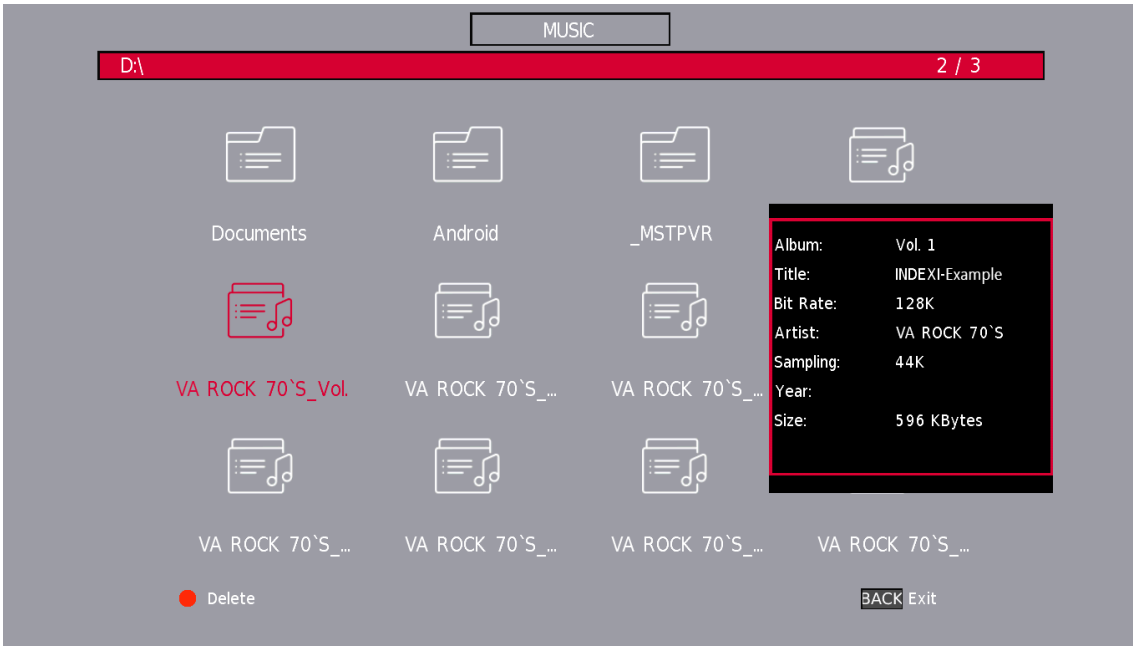 MUSIC
D:\ 2 / 3
Documents Android _MSTPVR
Album: Vol. 1
Title: INDEXI-Example
Bit Rate: 128K
Artist: VA ROCK 70`S
Sampling: 44K
Year:
Size: 596 KBytes
VA ROCK 70`S_Vol. VA ROCK 70`S_... VA ROCK 70`S_...
VA ROCK 70`S_... VA ROCK 70`S_... VA ROCK 70`S_... VA ROCK 70`S_...
Delete BACK Exit